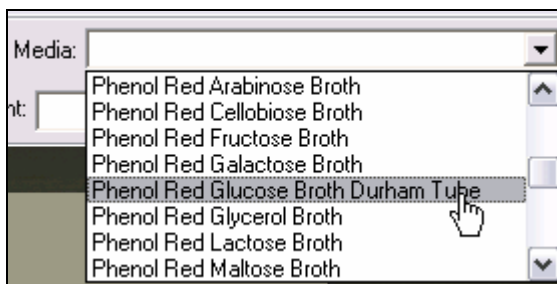 Media:
nt:
Phenol Red Arabinose Broth
Phenol Red Cellobiose Broth
Phenol Red Fructose Broth
Phenol Red Galactose Broth
Phenol Red Glucose Broth Durham Tube
Phenol Red Glycerol Broth
Phenol Red Lactose Broth
Phenol Red Maltose Broth